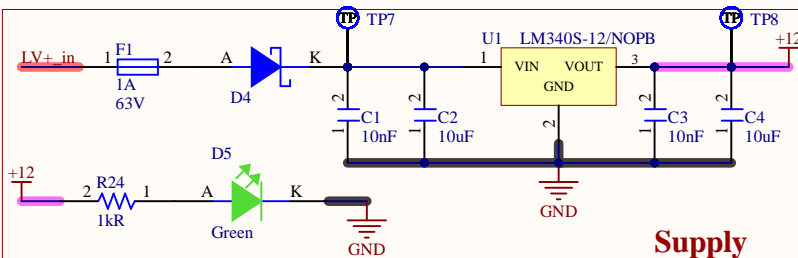 TP TP7
TP TP8
U1 LM340S-12/NOPB
+12
LV+_in
F1
1 2
A K
1 VIN VOUT 3
GND
1A
63V
D4
2
C1
1
10nF
2
C2
1
10uF
2
2
C3
1
10nF
2
C4
1
10uF
GND
+12
D5
R24
2 1
A K
1kR
Green
GND
Supply